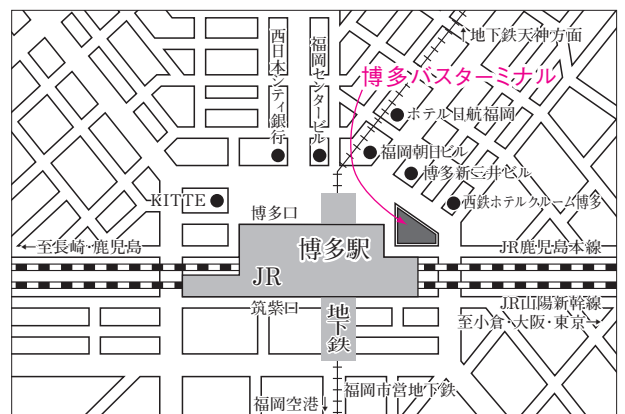 ↑地下鉄天神方面
西日本シティ銀行
福岡センタービル
博多バスターミナル
ホテル日航福岡
福岡朝日ビル
博多新三井ビル
KITTE
西鉄ホテルクルーム博多
博多口
←至長崎・鹿児島
博多駅
JR鹿児島本線
JR
筑紫口
地下鉄
JR山陽新幹線
至小倉・大阪・東京→
福岡市営地下鉄
福岡空港↓